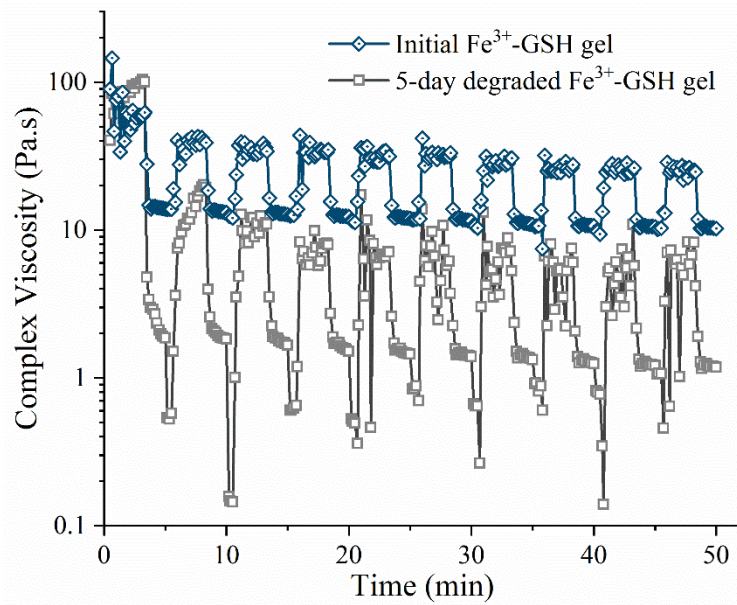 Initial Fe³⁺-GSH gel
5-day degraded Fe³⁺-GSH gel
Complex Viscosity (Pa.s)
100
10
1
0.1
0 10 20 30 40 50
Time (min)